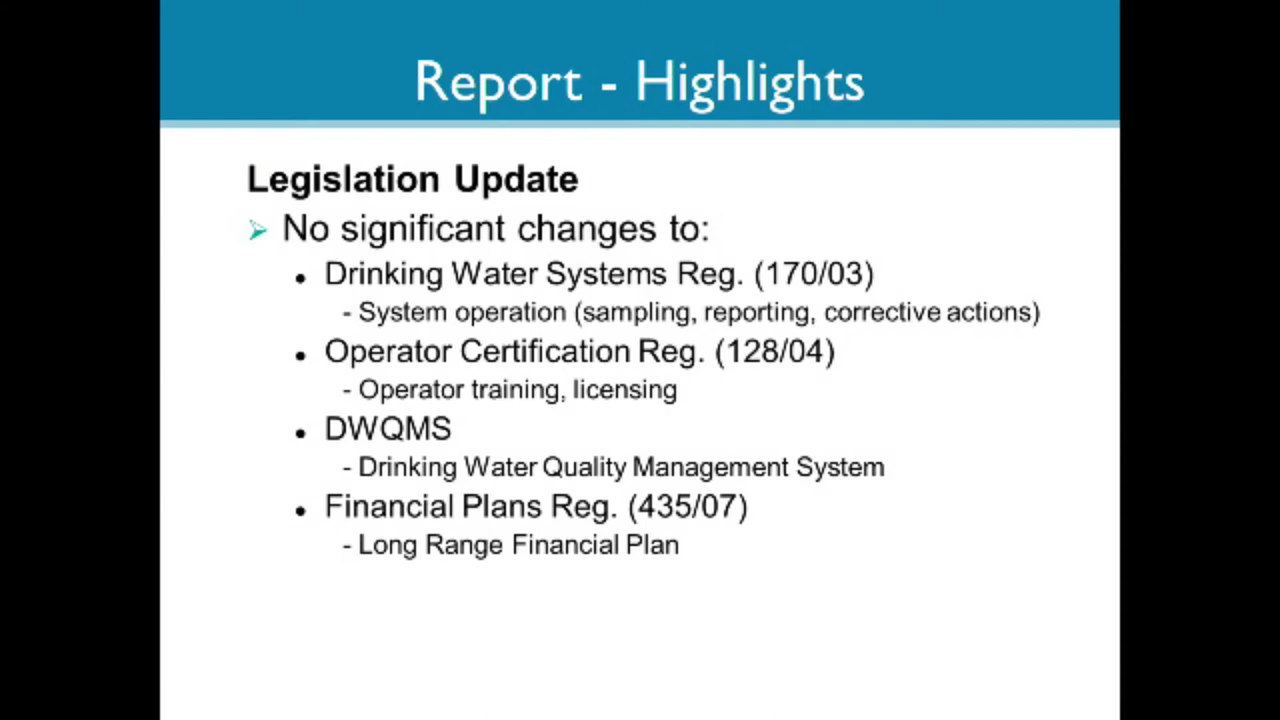 Report - Highlights
Legislation Update
➢ No significant changes to:
• Drinking Water Systems Reg. (170/03)
- System operation (sampling, reporting, corrective actions)
• Operator Certification Reg. (128/04)
- Operator training, licensing
• DWQMS
- Drinking Water Quality Management System
• Financial Plans Reg. (435/07)
- Long Range Financial Plan